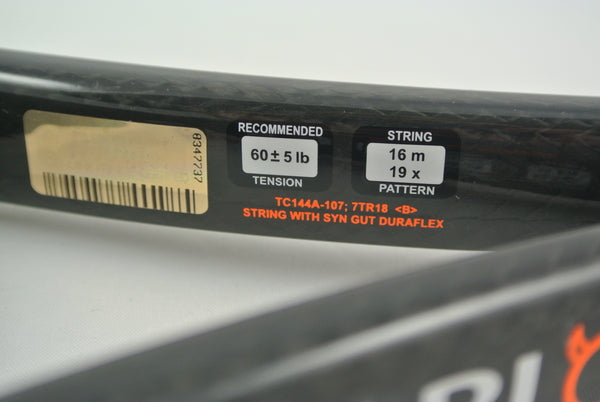 8347737
RECOMMENDED
60 ± 5 lb
TENSION
STRING
16 m
19 x
PATTERN
TC144A-107; 7TR18 <B>
STRING WITH SYN GUT DURAFLEX